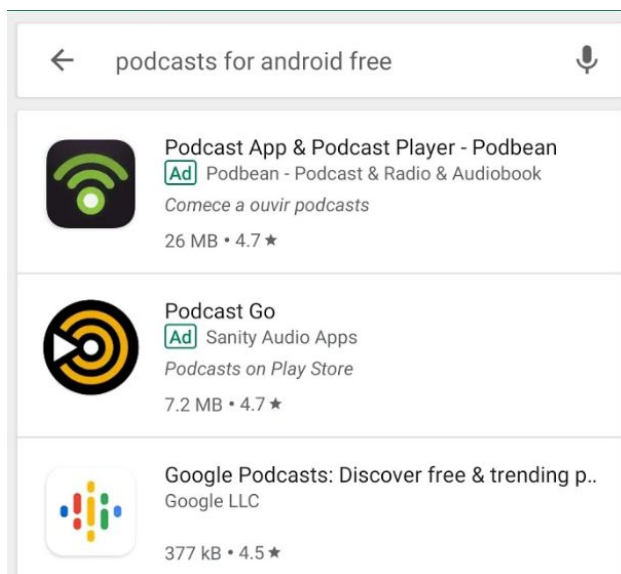 podcasts for android free
Podcast App & Podcast Player - Podbean
Ad Podbean - Podcast & Radio & Audiobook
Comece a ouvir podcasts
26 MB • 4.7 ★
Podcast Go
Ad Sanity Audio Apps
Podcasts on Play Store
7.2 MB • 4.7 ★
Google Podcasts: Discover free & trending p..
Google LLC
377 kB • 4.5 ★